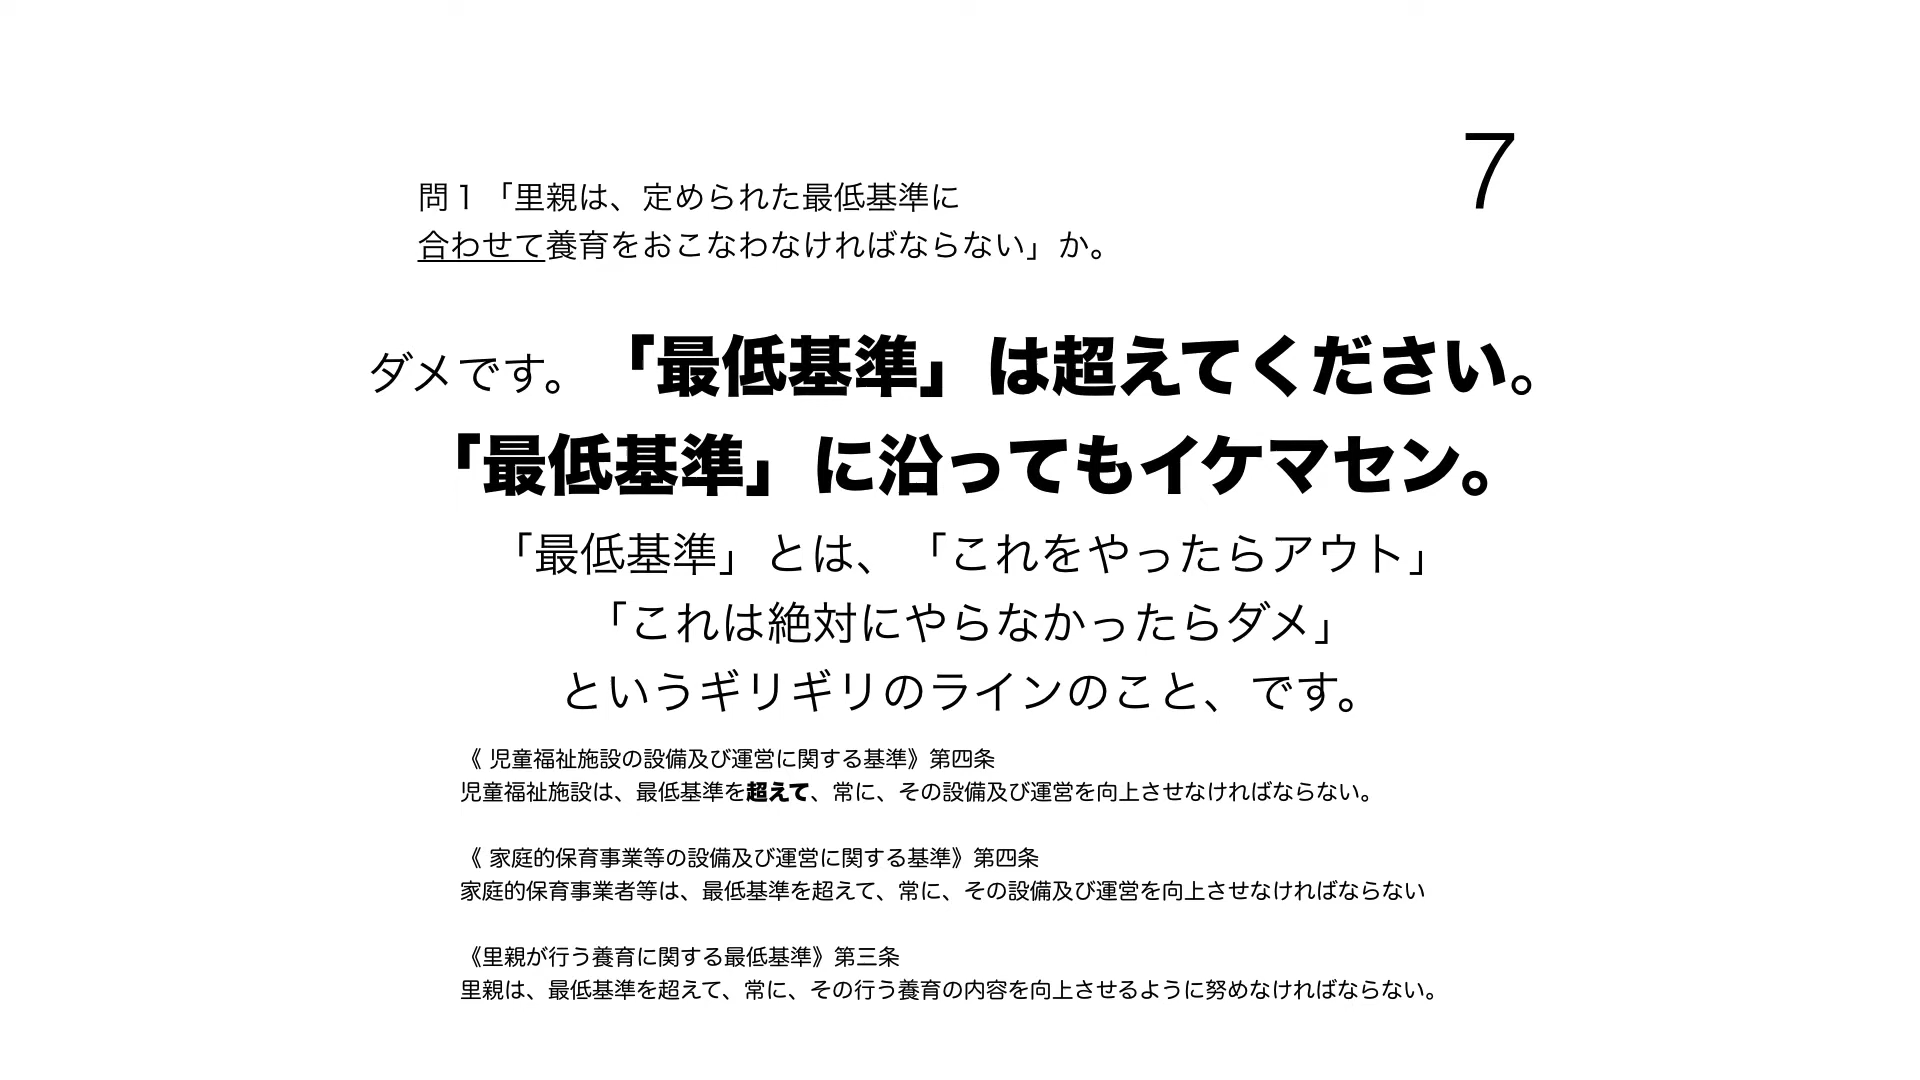 7
問１「里親は、定められた最低基準に
合わせて養育をおこなわなければならない」か。
ダメです。「最低基準」は超えてください。
「最低基準」に沿ってもイケマセン。
「最低基準」とは、「これをやったらアウト」
「これは絶対にやらなかったらダメ」
というギリギリのラインのこと、です。
《 児童福祉施設の設備及び運営に関する基準》第四条
児童福祉施設は、最低基準を超えて、常に、その設備及び運営を向上させなければならない。
《 家庭的保育事業等の設備及び運営に関する基準》第四条
家庭的保育事業者等は、最低基準を超えて、常に、その設備及び運営を向上させなければならない
《里親が行う養育に関する最低基準》第三条
里親は、最低基準を超えて、常に、その行う養育の内容を向上させるように努めなければならない。